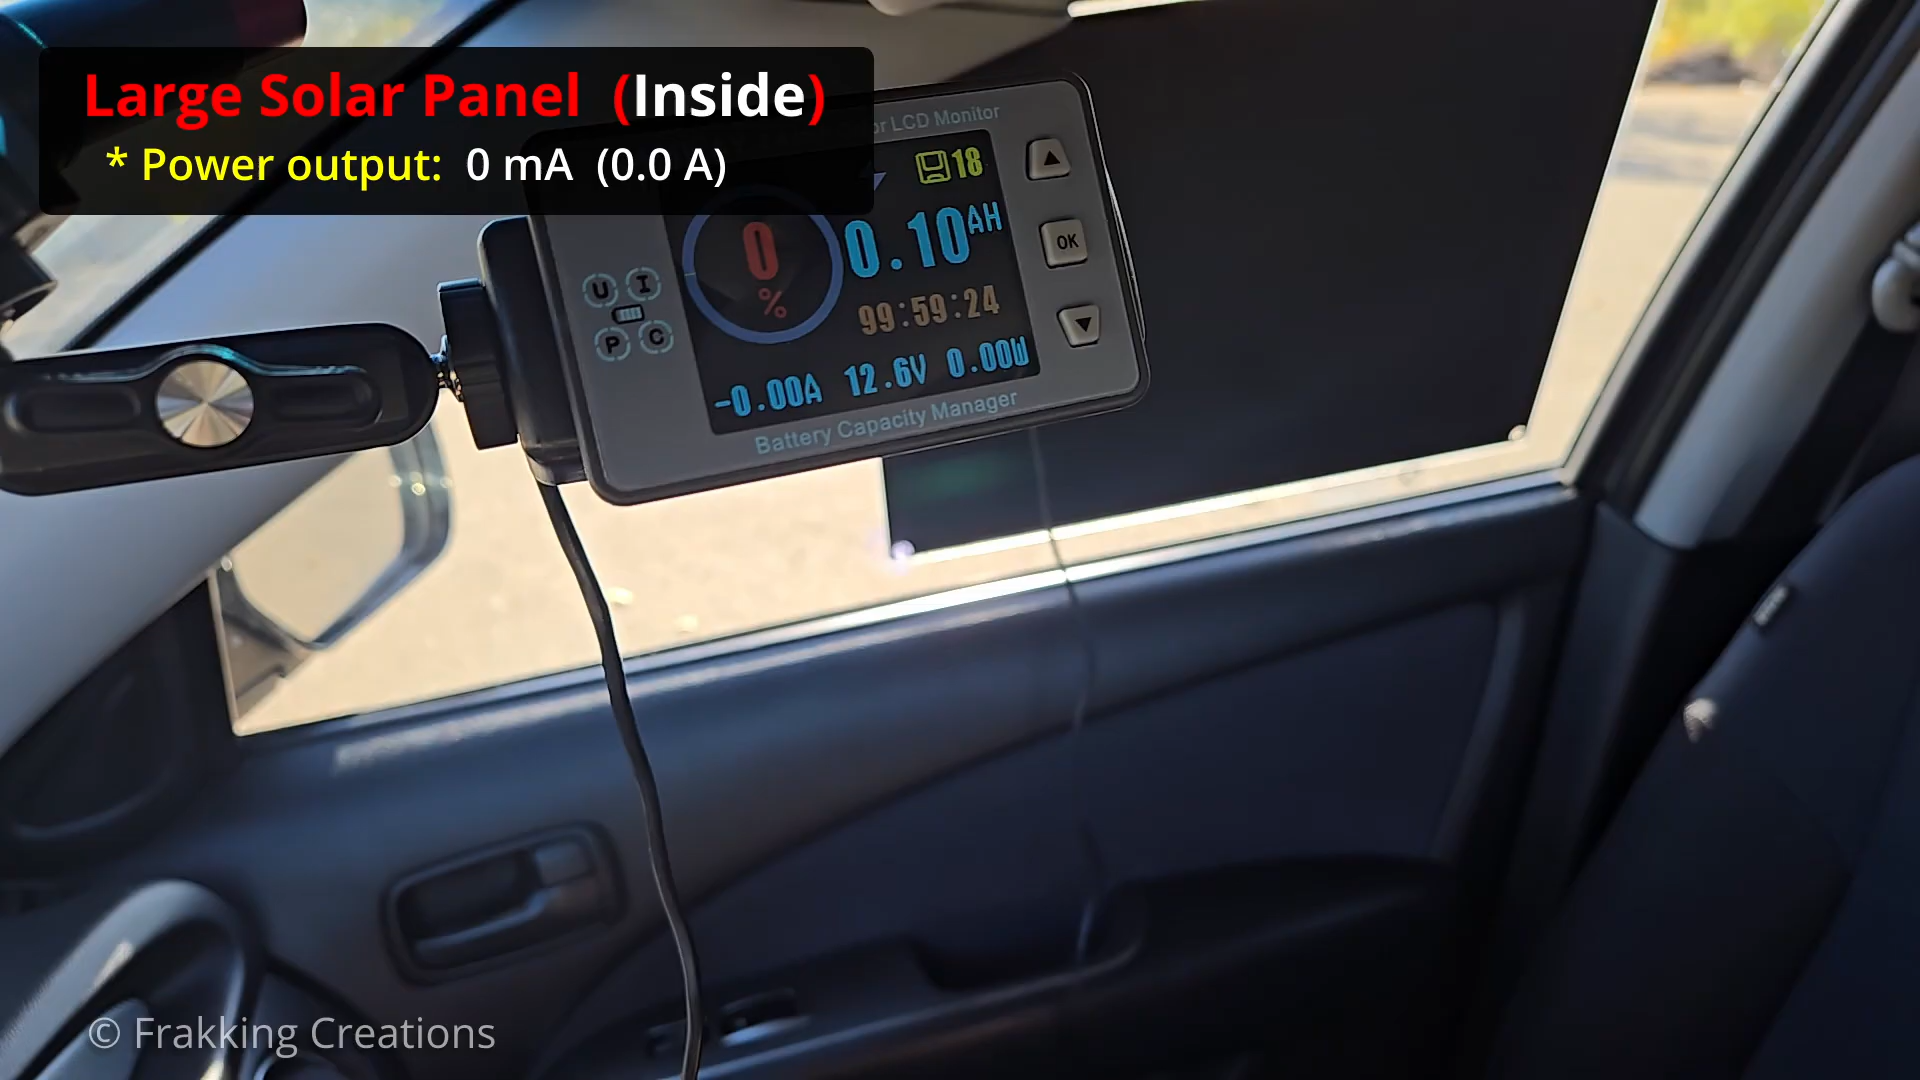 Large Solar Panel (Inside)
* Power output: 0 mA (0.0 A)
LCD Monitor
18
0 %
0.10AH
99:59:24
-0.00A 12.6V 0.00W
U I
P C
OK
Battery Capacity Manager
© Frakking Creations